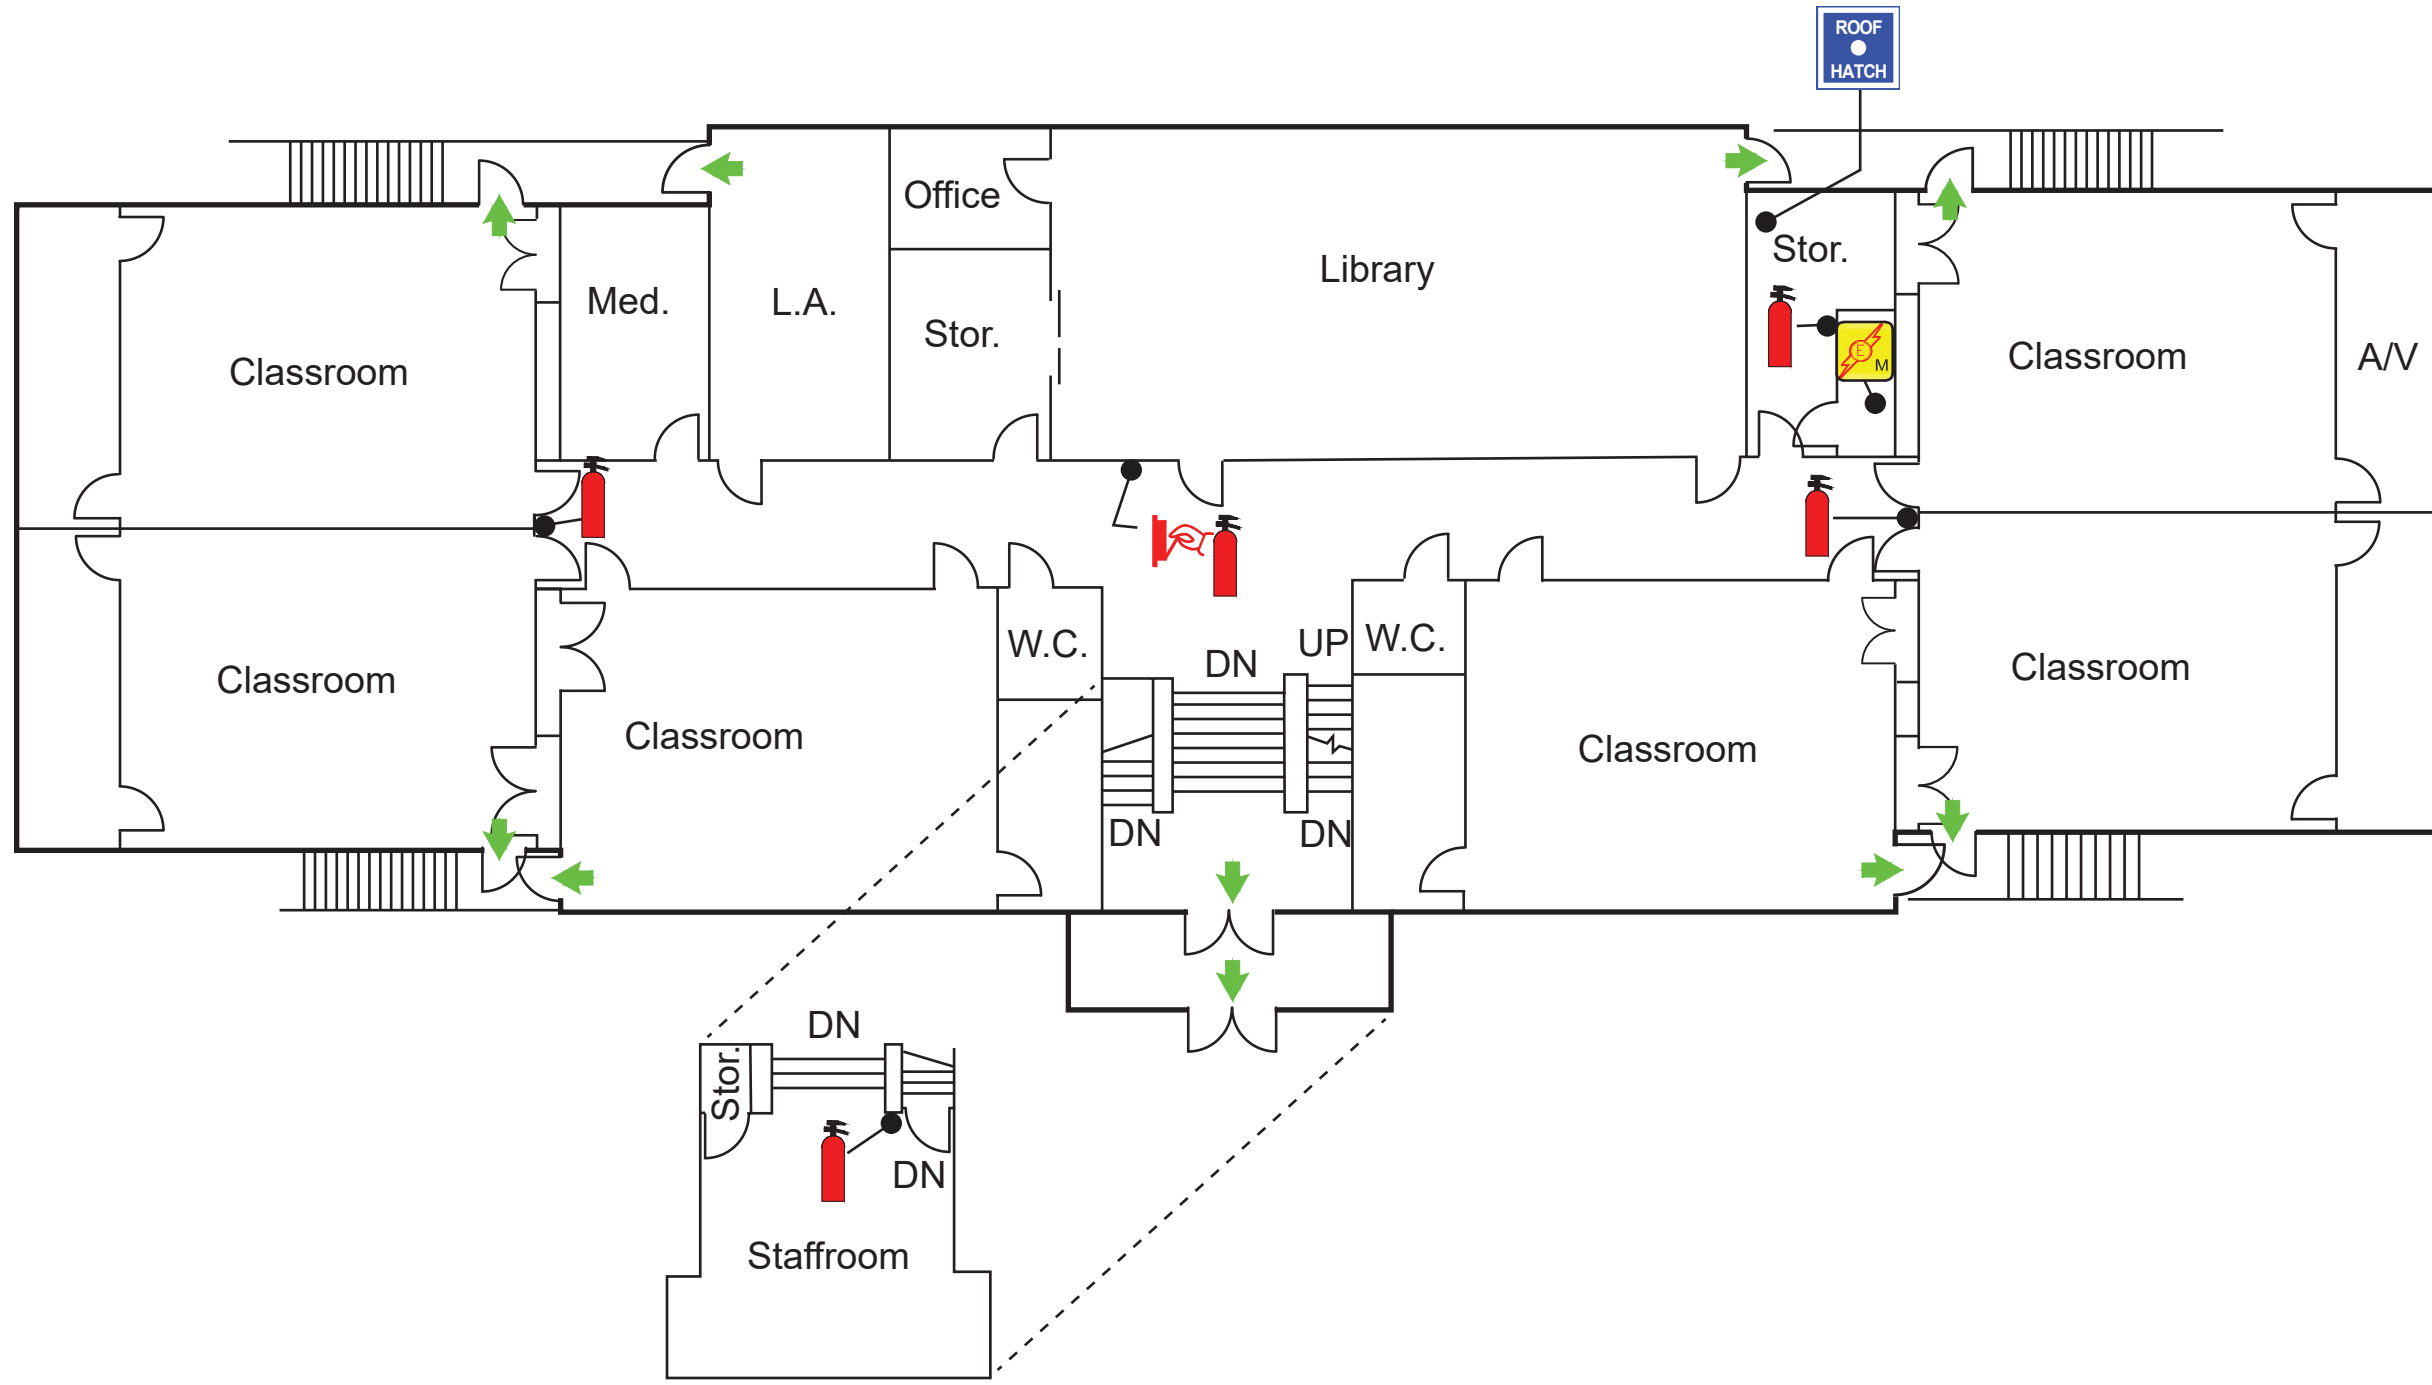 ROOF
HATCH
Office
Stor.
Library
Med.
L.A.
Stor.
Classroom
E
M
Classroom
A/V
W.C.
UP
W.C.
DN
Classroom
Classroom
Classroom
Classroom
DN
DN
DN
Stor.
DN
Staffroom